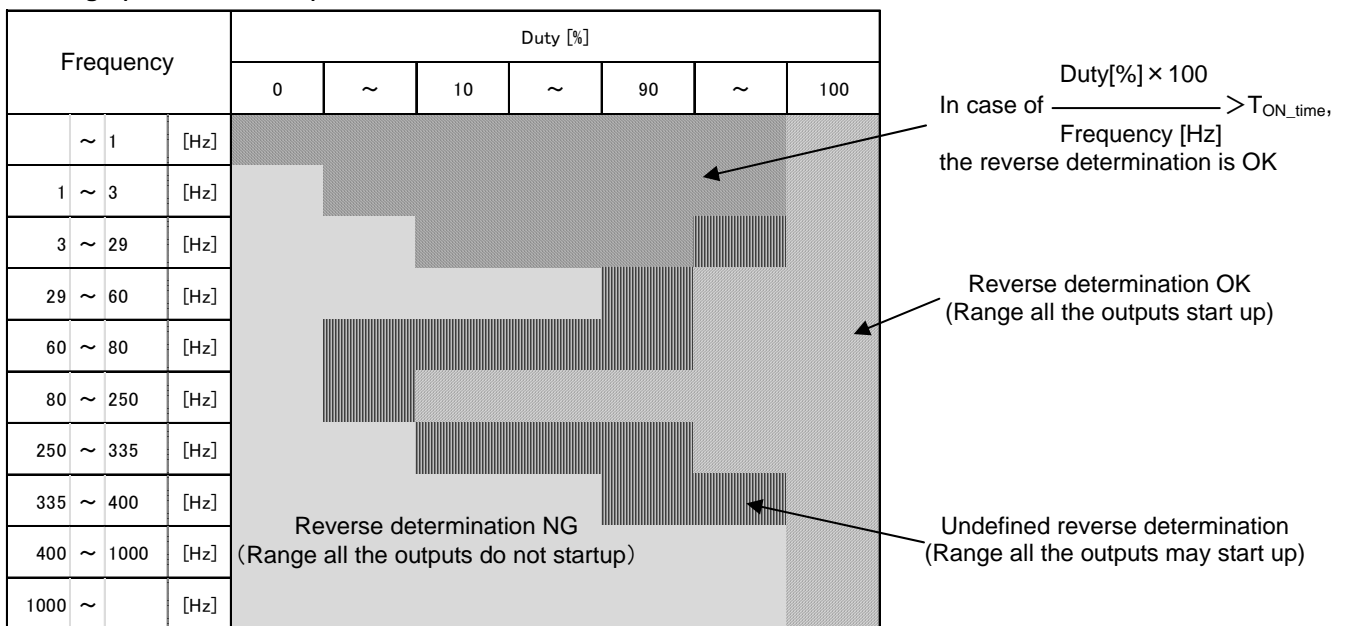 Frequency
Duty [%]
0 ~ 10 ~ 90 ~ 100
~ 1 [Hz]
1 ~ 3 [Hz]
3 ~ 29 [Hz]
29 ~ 60 [Hz]
60 ~ 80 [Hz]
80 ~ 250 [Hz]
250 ~ 335 [Hz]
335 ~ 400 [Hz]
400 ~ 1000 [Hz]
1000 ~ [Hz]
Reverse determination NG
(Range all the outputs do not startup)
Duty[%]×100
In case of ―――――― >TON_time,
Frequency [Hz]
the reverse determination is OK
Reverse determination OK
(Range all the outputs start up)
Undefined reverse determination
(Range all the outputs may start up)